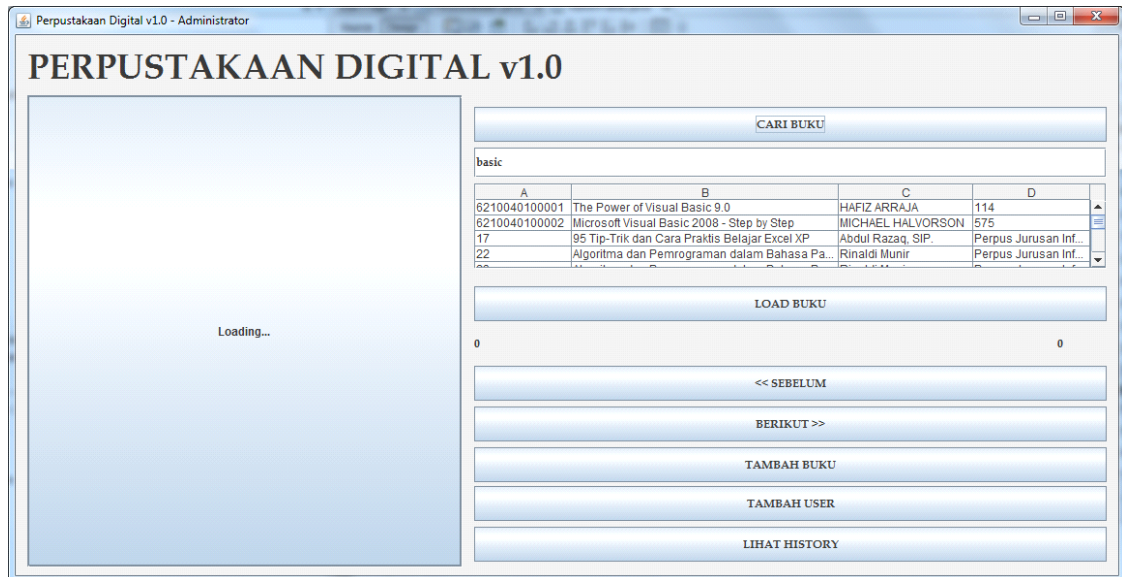 Perpustakaan Digital v1.0 - Administrator
PERPUSTAKAAN DIGITAL v1.0
Loading...
CARI BUKU
basic
A B C D
6210040100001 The Power of Visual Basic 9.0 HAFIZ ARRAJA 114
6210040100002 Microsoft Visual Basic 2008 - Step by Step MICHAEL HALVORSON 575
17 95 Tip-Trik dan Cara Praktis Belajar Excel XP Abdul Razaq, SIP. Perpus Jurusan Inf...
22 Algoritma dan Pemrograman dalam Bahasa Pa... Rinaldi Munir Perpus Jurusan Inf...
LOAD BUKU
0 0
<< SEBELUM
BERIKUT >>
TAMBAH BUKU
TAMBAH USER
LIHAT HISTORY